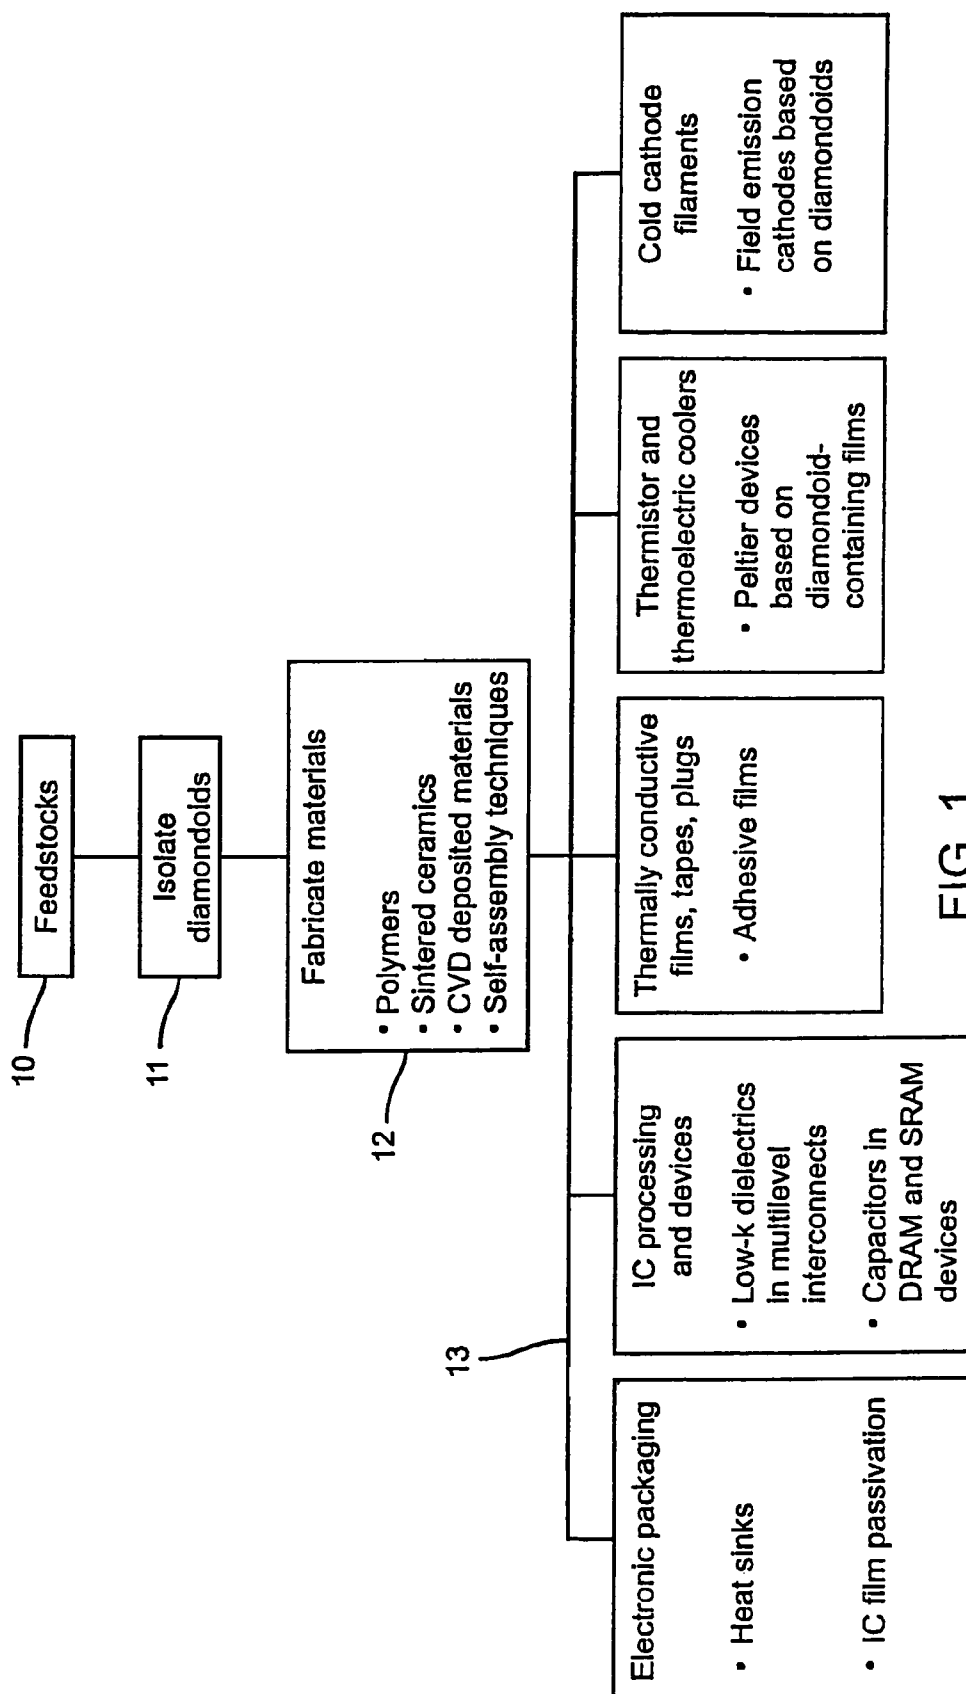 10
Feedstocks
11
Isolate
diamondoids
12
Fabricate materials
• Polymers
• Sintered ceramics
• CVD deposited materials
• Self-assembly techniques
13
Electronic packaging
• Heat sinks
• IC film passivation
IC processing
and devices
• Low-k dielectrics
in multilevel
interconnects
• Capacitors in
DRAM and SRAM
devices
Thermally conductive
films, tapes, plugs
• Adhesive films
Thermistor and
thermoelectric coolers
• Peltier devices
based on
diamondoid-
containing films
Cold cathode
filaments
• Field emission
cathodes based
on diamondoids
FIG. 1